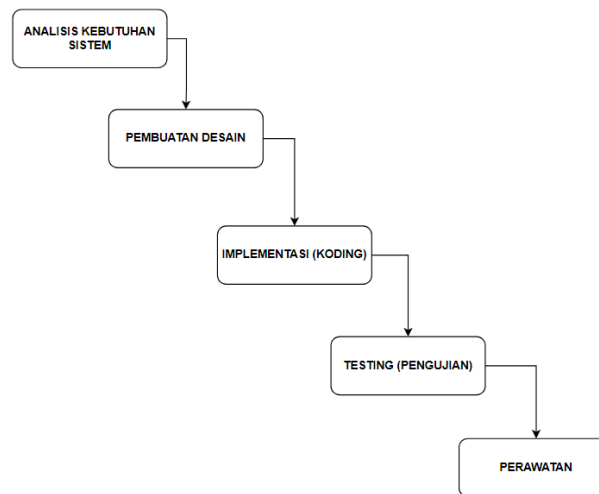 ANALISIS KEBUTUHAN
SISTEM
PEMBUATAN DESAIN
IMPLEMENTASI (KODING)
TESTING (PENGUJIAN)
PERAWATAN